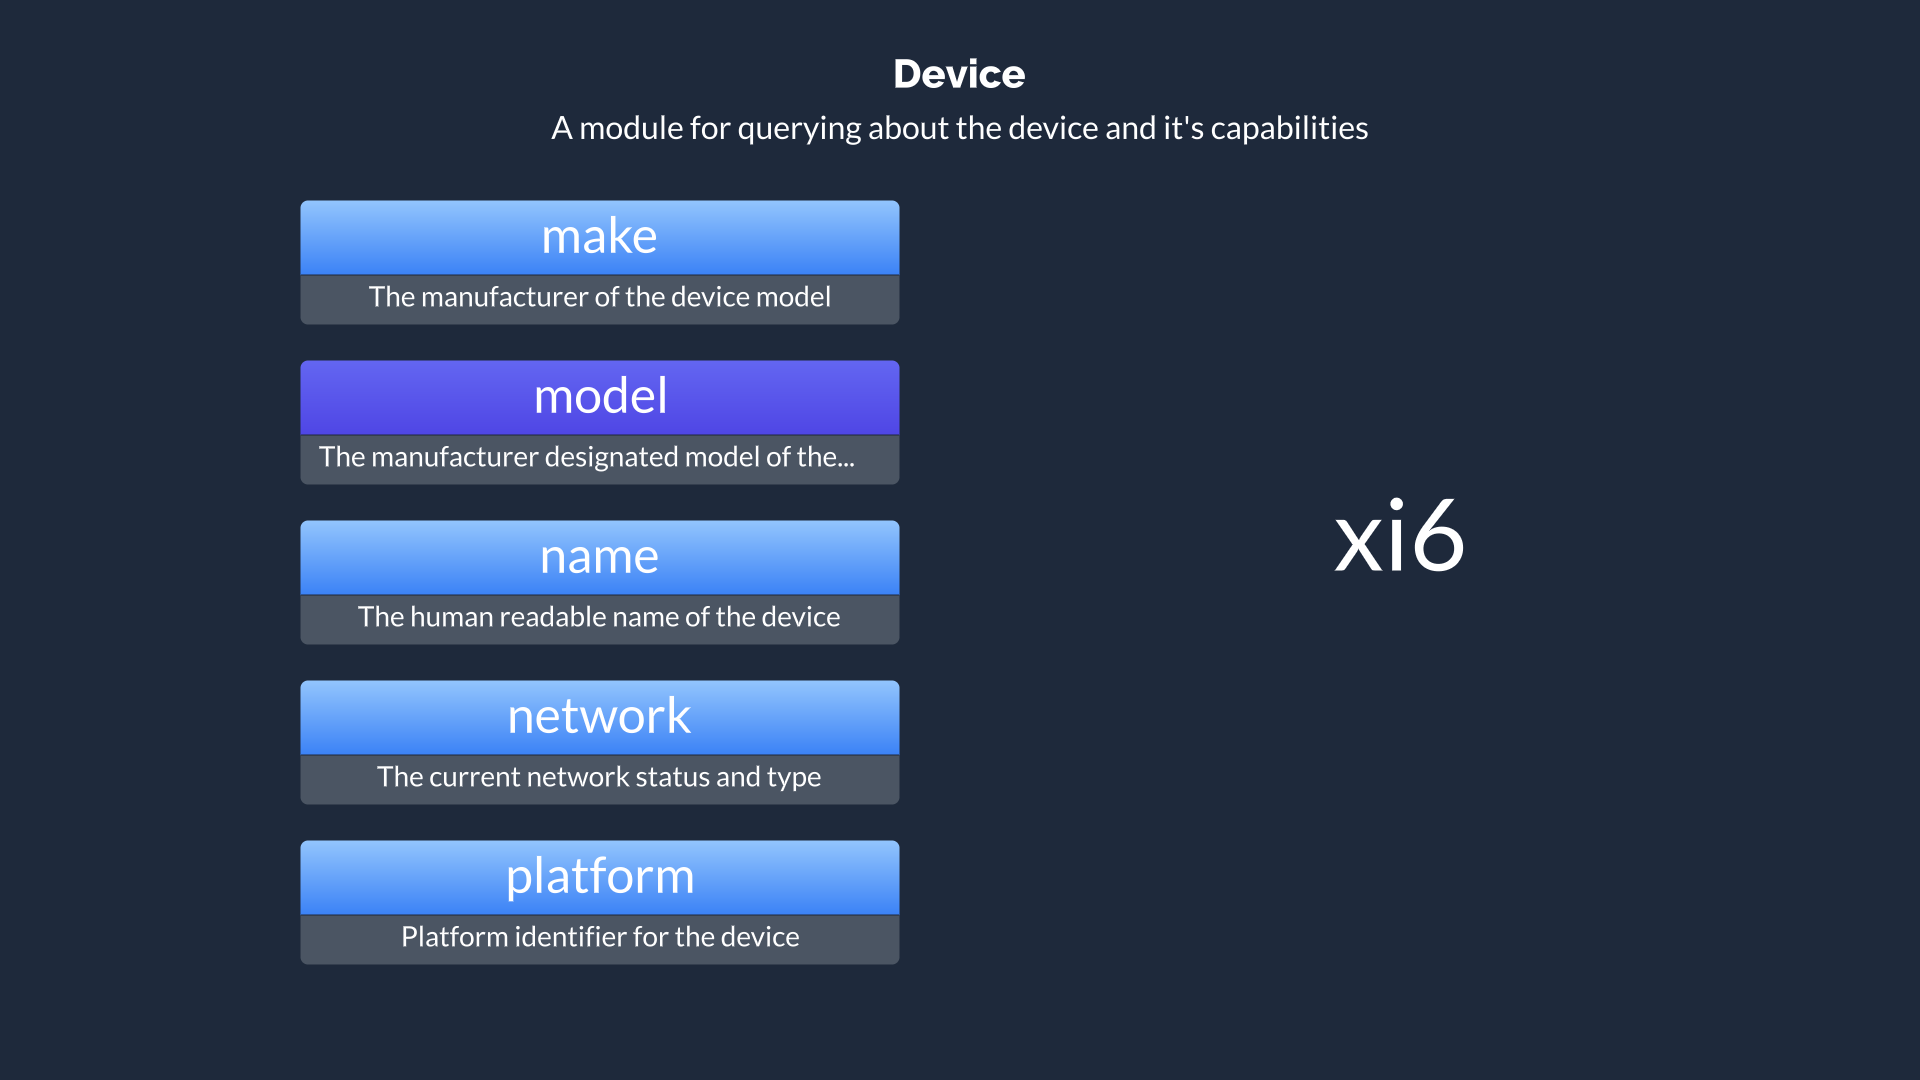 Device
A module for querying about the device and it's capabilities
make
The manufacturer of the device model
model
The manufacturer designated model of the...
name
The human readable name of the device
network
The current network status and type
platform
Platform identifier for the device
xi6